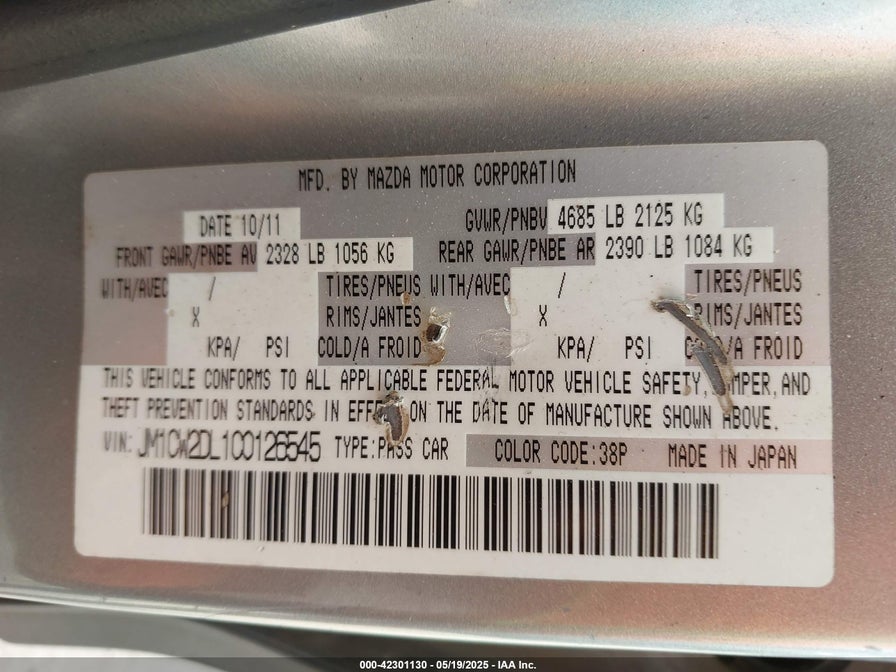 MFD. BY MAZDA MOTOR CORPORATION
DATE 10/11 GVWR/PNBV 4685 LB 2125 KG
FRONT GAWR/PNBE AV 2328 LB 1056 KG REAR GAWR/PNBE AR 2390 LB 1084 KG
WITH/AVEC / TIRES/PNEUS WITH/AVEC / TIRES/PNEUS
X RIMS/JANTES X RIMS/JANTES
KPA/ PSI COLD/A FROID KPA/ PSI /A FROID
THIS VEHICLE CONFORMS TO ALL APPLICABLE FEDERAL MOTOR VEHICLE SAFETY, AND
THEFT PREVENTION STANDARDS IN ON THE DATE OF MANUFACTURE SHOWN ABOVE.
VIN: JM1CW2DL1C0126545 TYPE:PASS CAR COLOR CODE:38P MADE IN JAPAN
000-42301130 - 05/19/2025 - IAA Inc.